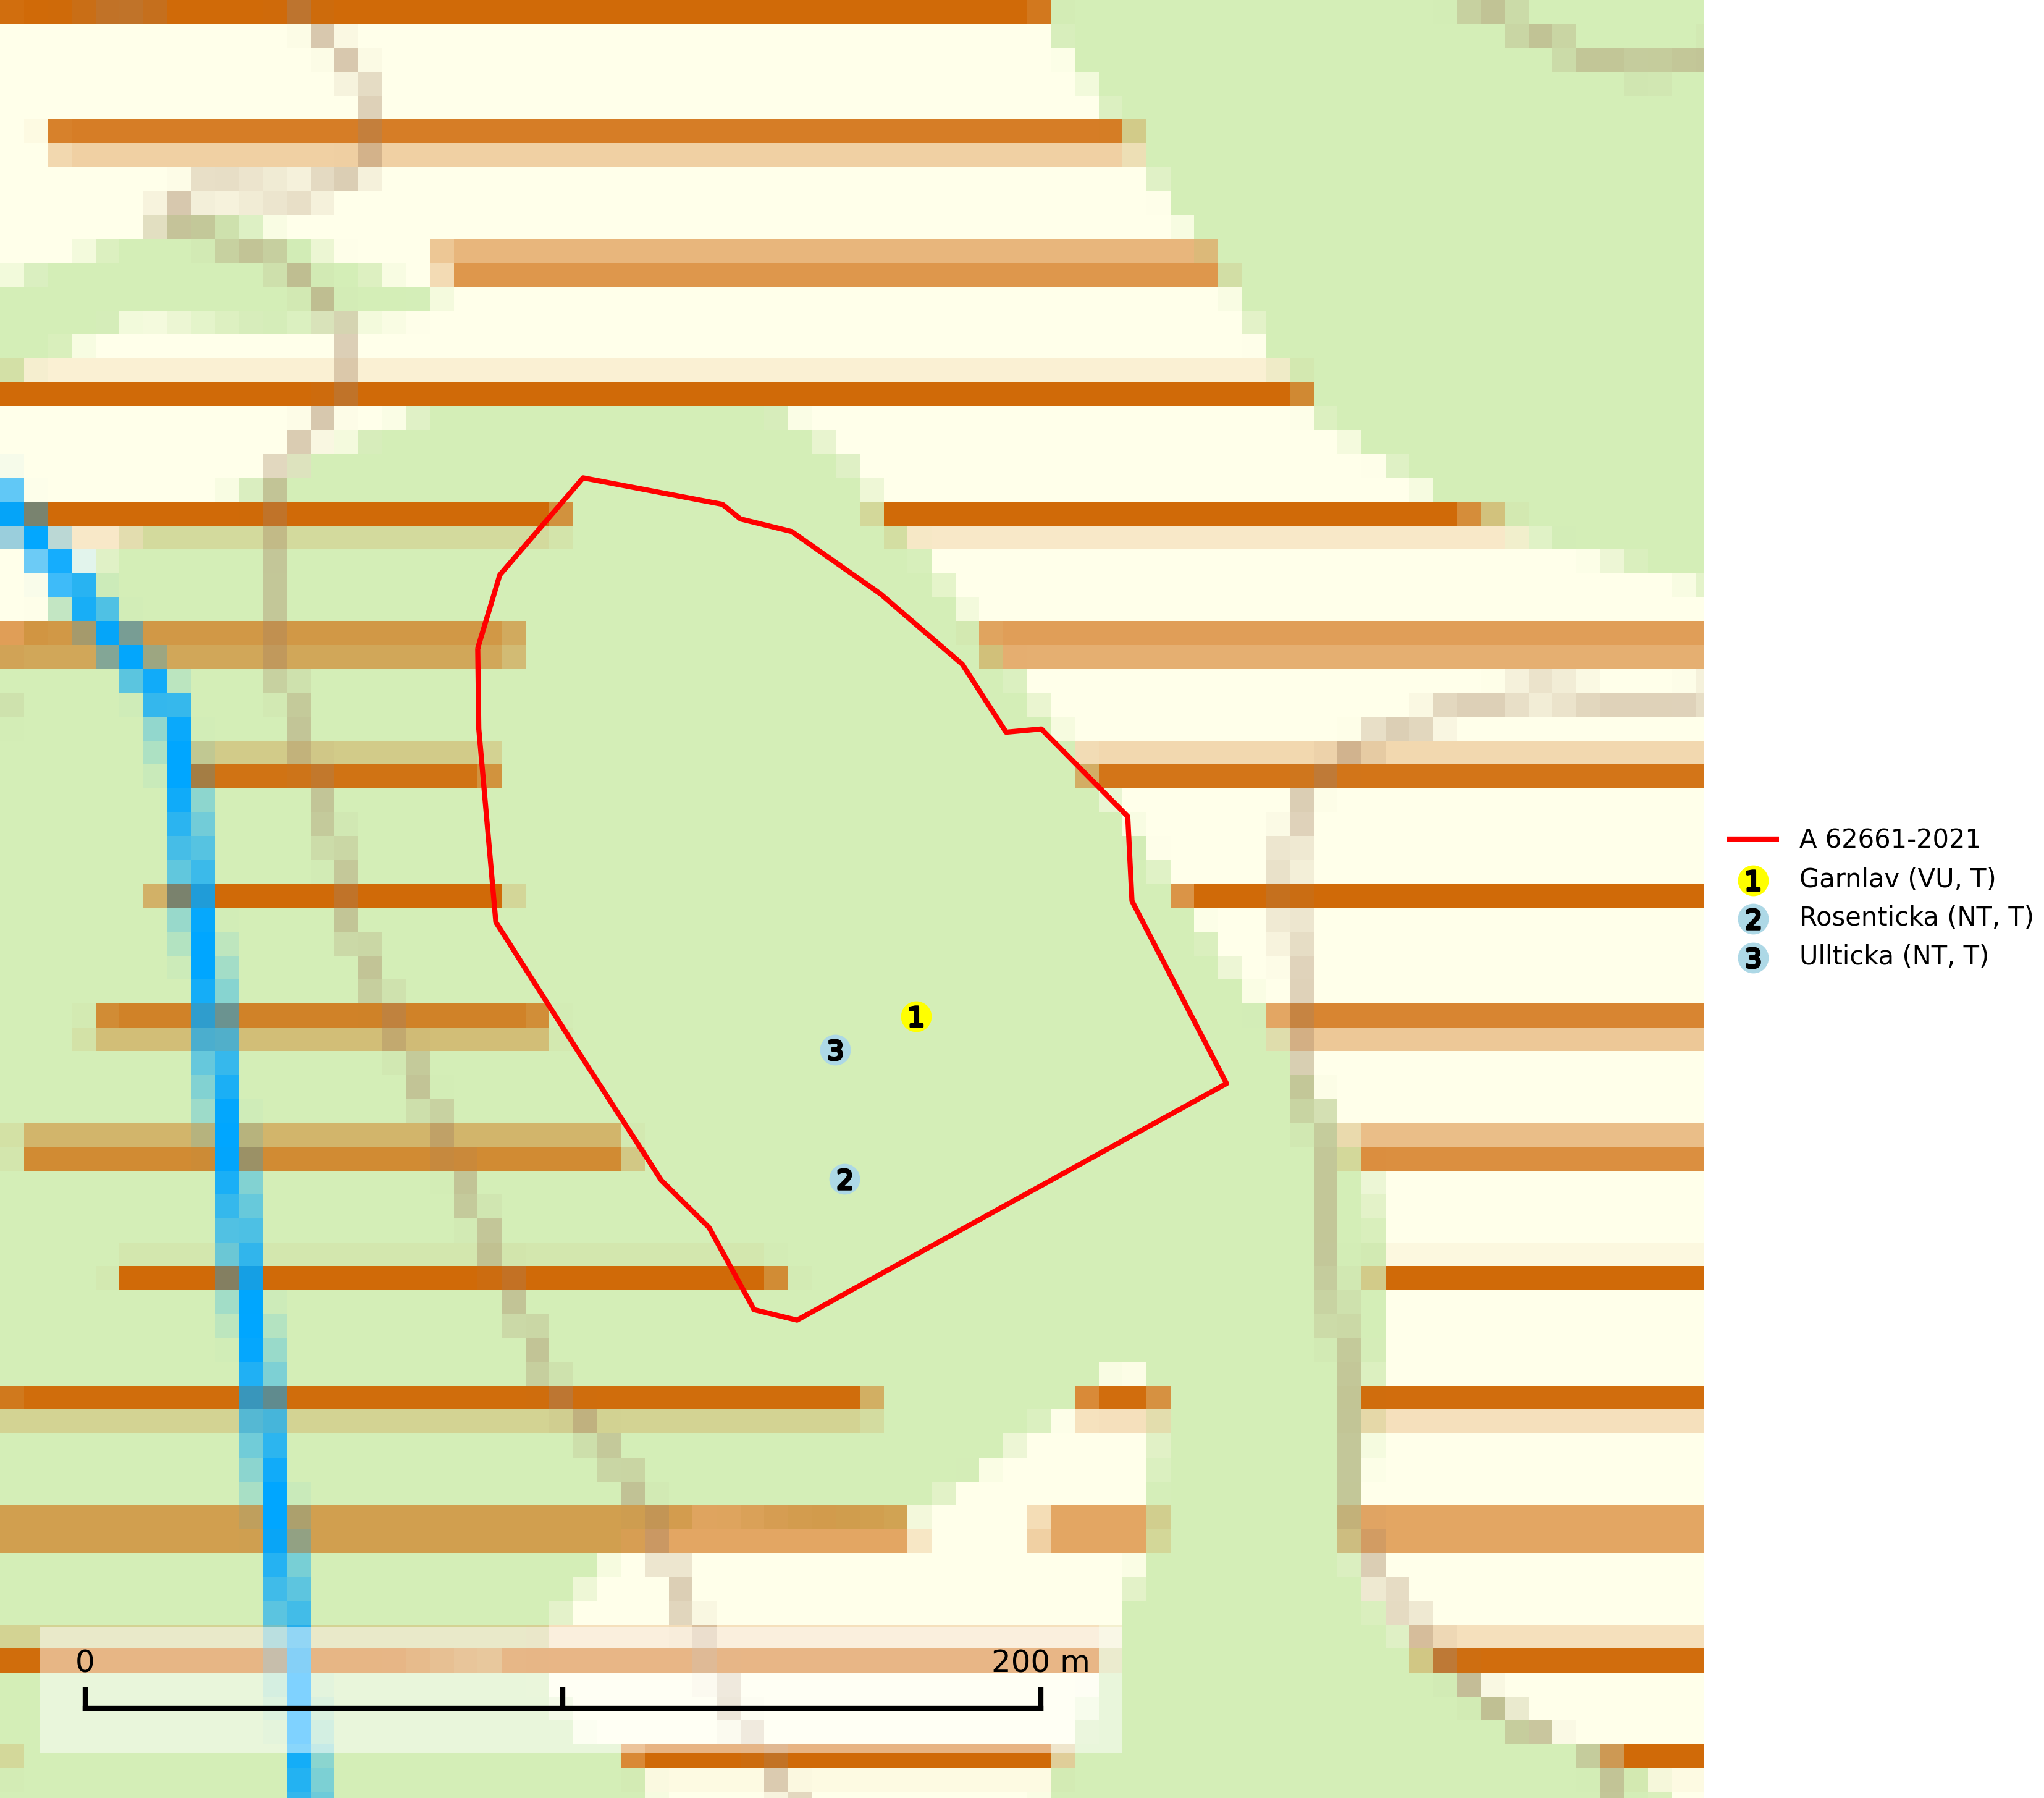 1
3
2
A 62661-2021
1 Garnlav (VU, T)
2 Rosenticka (NT, T)
3 Ullticka (NT, T)
0 200 m